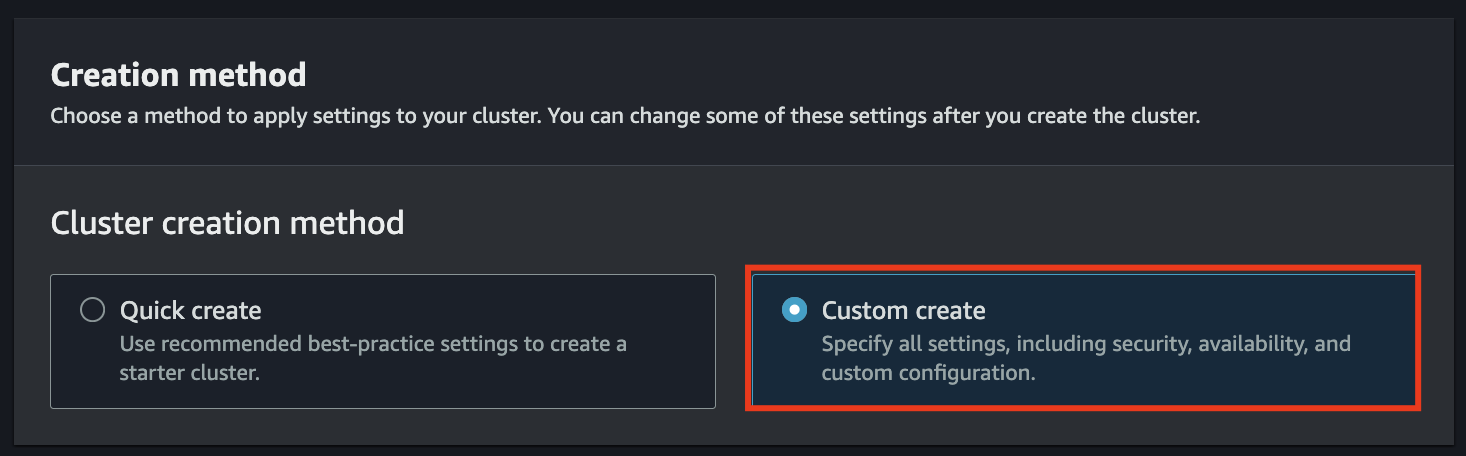 Creation method
Choose a method to apply settings to your cluster. You can change some of these settings after you create the cluster.
Cluster creation method
Quick create
Use recommended best-practice settings to create a
starter cluster.
Custom create
Specify all settings, including security, availability, and
custom configuration.